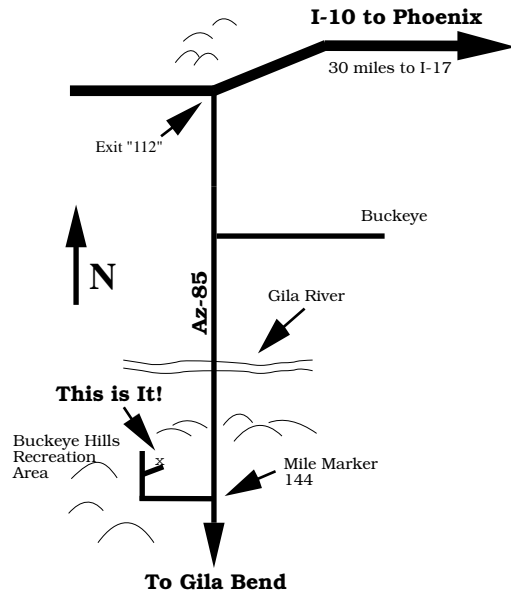 I-10 to Phoenix
30 miles to I-17
Exit "112"
Buckeye
N
Az-85
Gila River
This is It!
Buckeye Hills
Recreation
Area
x
Mile Marker
144
To Gila Bend